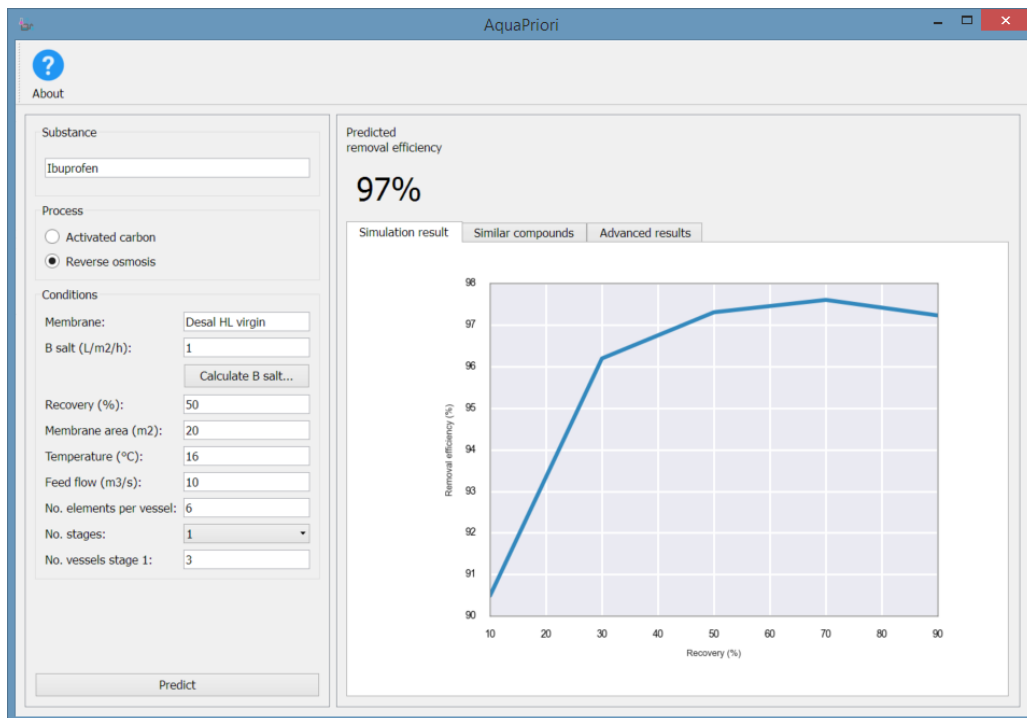 AquaPriori
?
About
Substance
Ibuprofen
Process
Activated carbon
Reverse osmosis
Conditions
Membrane: Desal HL virgin
B salt (L/m2/h): 1
Calculate B salt...
Recovery (%): 50
Membrane area (m2): 20
Temperature (°C): 16
Feed flow (m3/s): 10
No. elements per vessel: 6
No. stages: 1
No. vessels stage 1: 3
Predict
Predicted
removal efficiency
97%
Simulation result Similar compounds Advanced results
98
97
96
95
94
93
92
91
90
Removal efficiency (%)
10 20 30 40 50 60 70 80 90
Recovery (%)